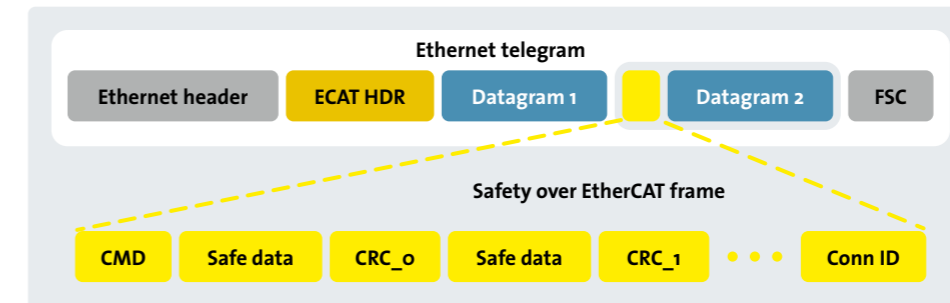 Ethernet telegram
Ethernet header ECAT HDR Datagram 1 Datagram 2 FSC
Safety over EtherCAT frame
CMD Safe data CRC_0 Safe data CRC_1 Conn ID